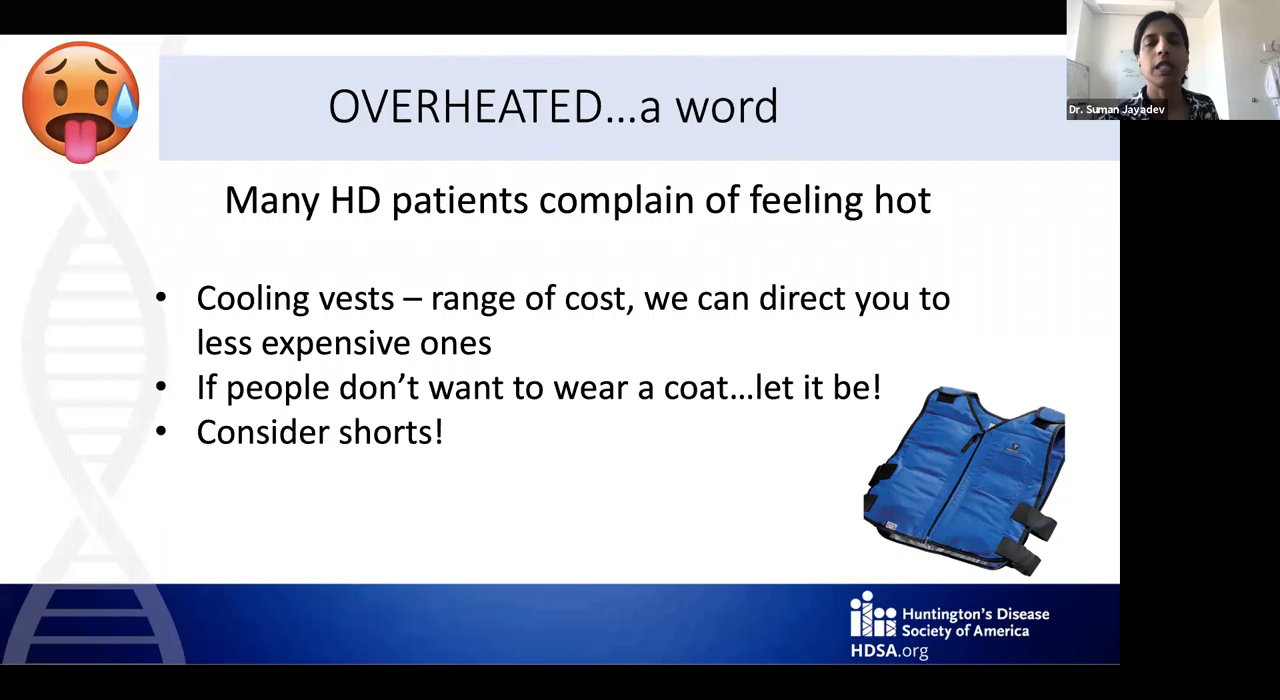 OVERHEATED...a word
Dr. Suman Jayadev
Many HD patients complain of feeling hot
• Cooling vests – range of cost, we can direct you to
less expensive ones
• If people don’t want to wear a coat...let it be!
• Consider shorts!
Huntington's Disease
Society of America
HDSA.org